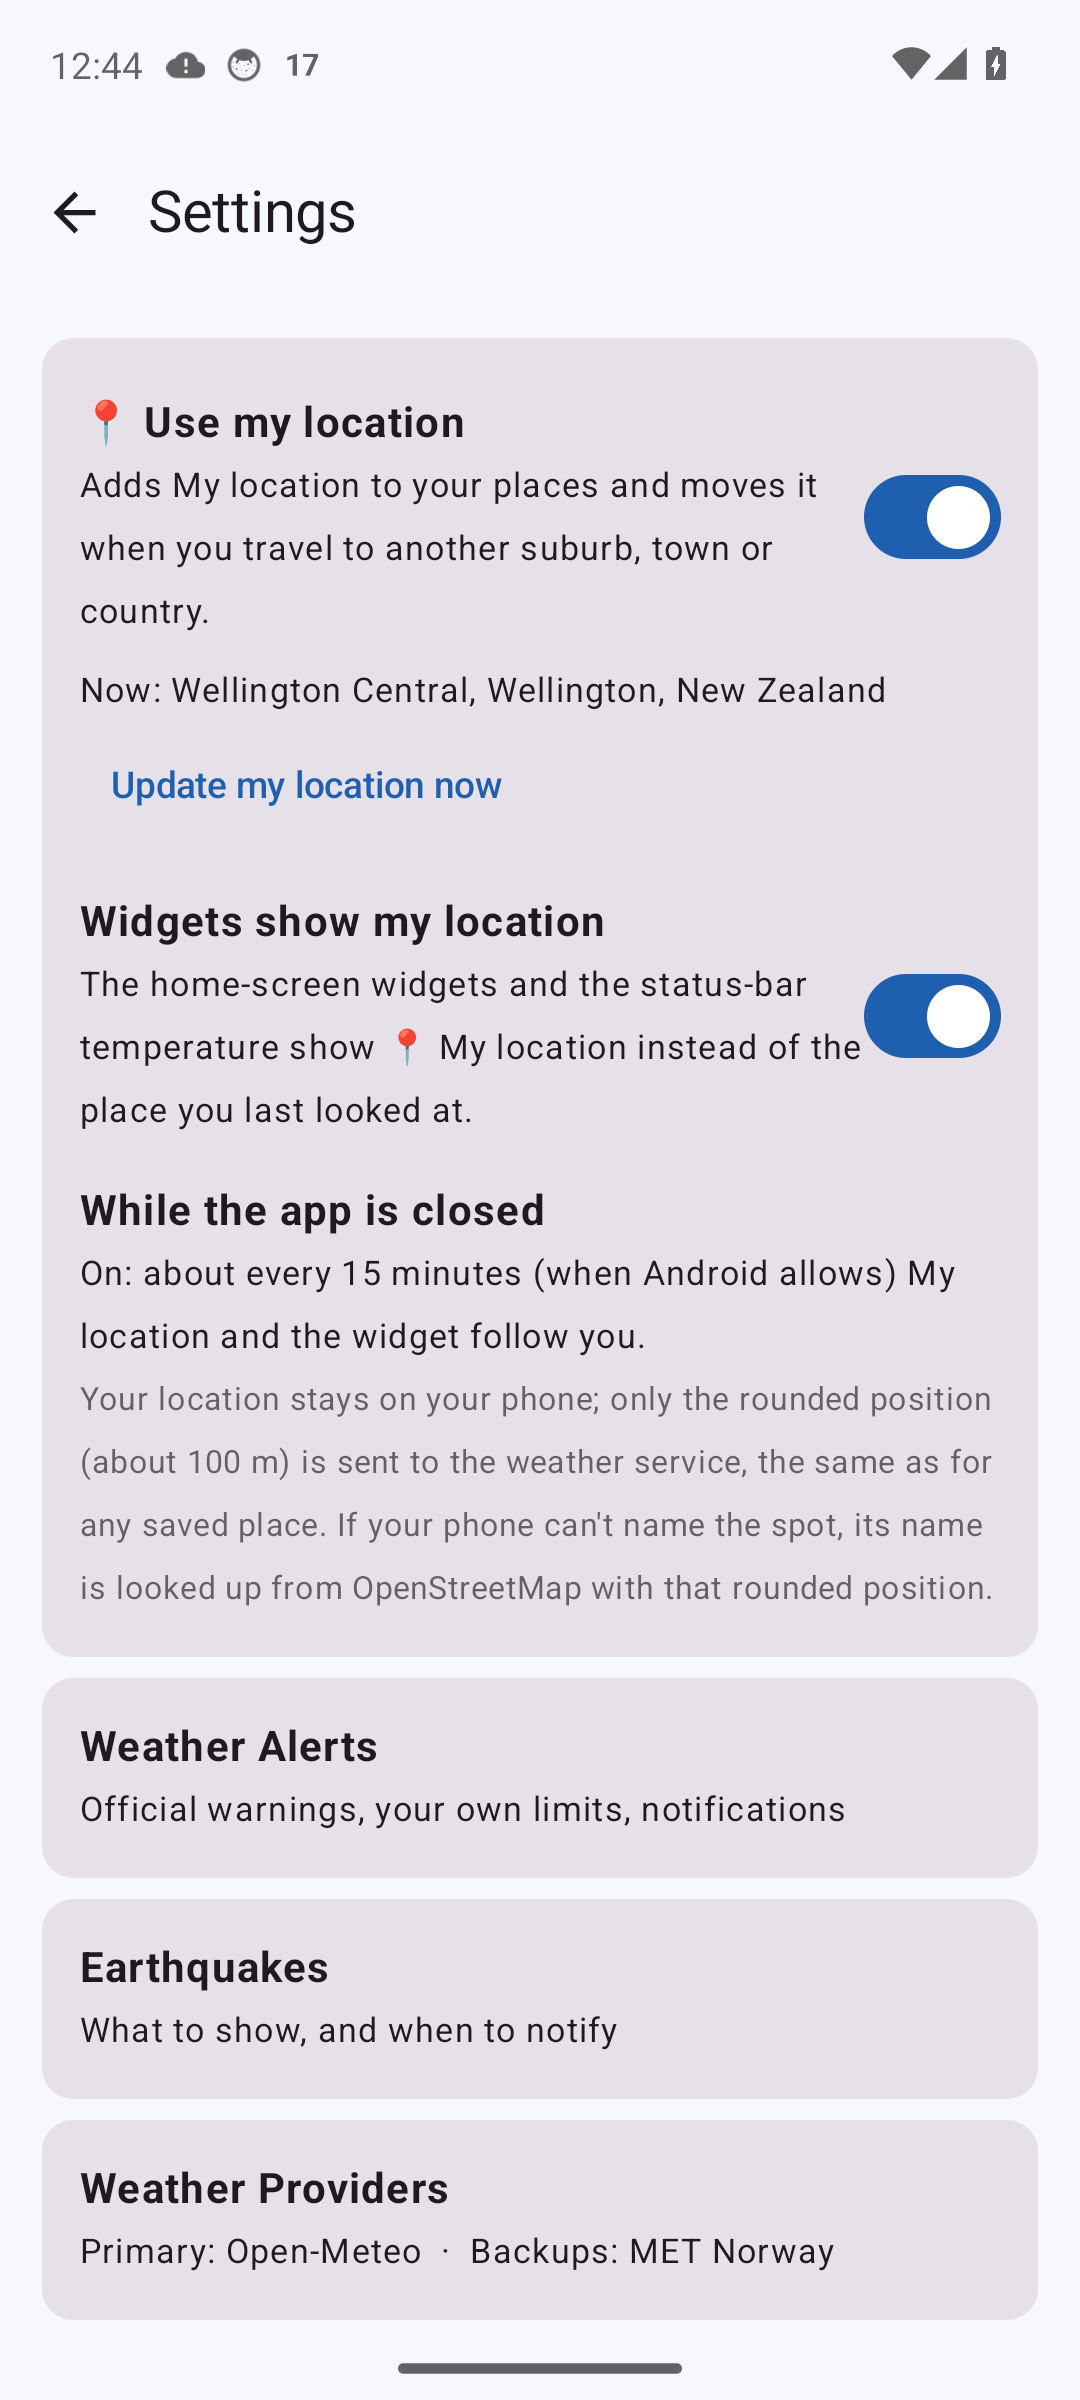 12:44 17
Settings
📍 Use my location
Adds My location to your places and moves it
when you travel to another suburb, town or
country.
Now: Wellington Central, Wellington, New Zealand
Update my location now
Widgets show my location
The home-screen widgets and the status-bar
temperature show 📍 My location instead of the
place you last looked at.
While the app is closed
On: about every 15 minutes (when Android allows) My
location and the widget follow you.
Your location stays on your phone; only the rounded position
(about 100 m) is sent to the weather service, the same as for
any saved place. If your phone can't name the spot, its name
is looked up from OpenStreetMap with that rounded position.
Weather Alerts
Official warnings, your own limits, notifications
Earthquakes
What to show, and when to notify
Weather Providers
Primary: Open-Meteo · Backups: MET Norway